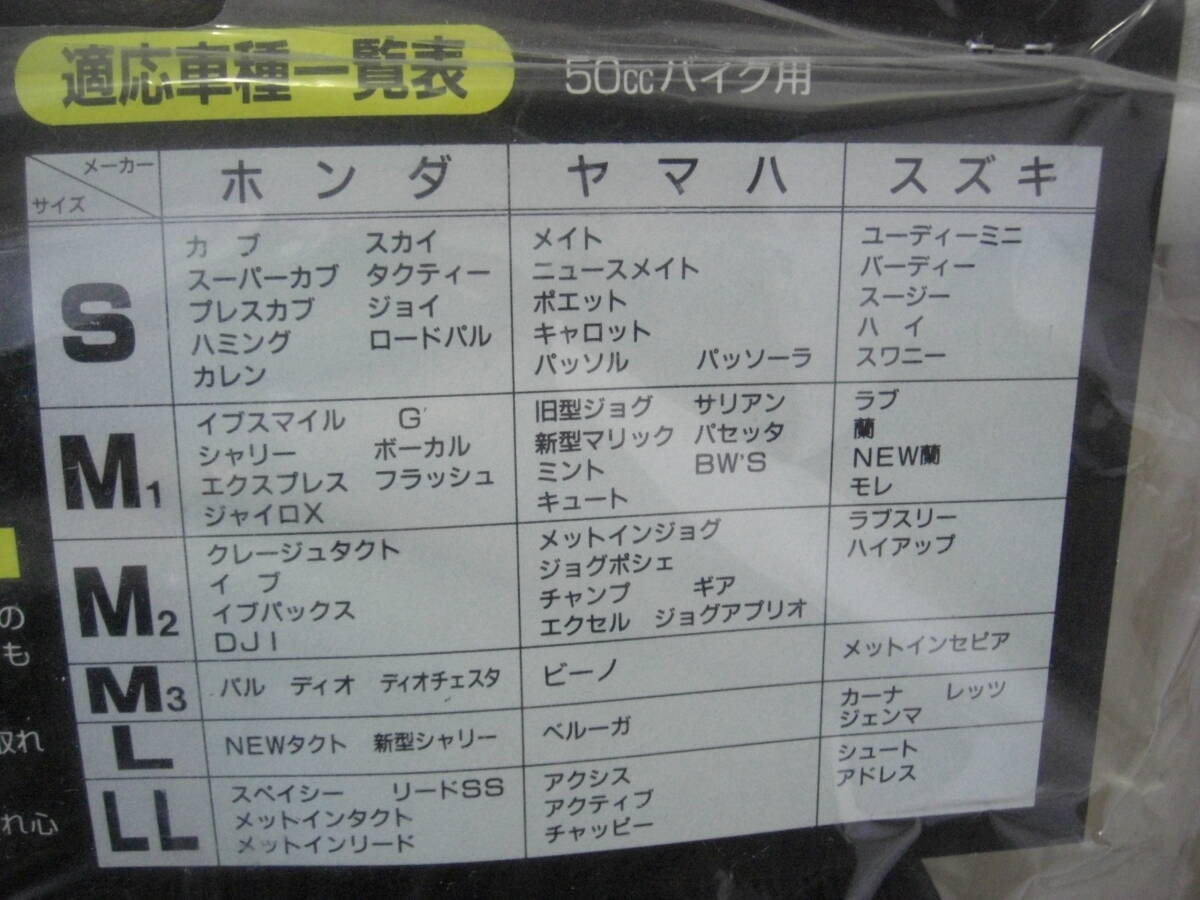 適応車種一覧表 50ccバイク用
メーカー
サイズ
ホンダ ヤマハ スズキ
S
カブ スカイ
スーパーカブ タクティー
プレスカブ ジョイ
ハミング ロードパル
カレン
メイト
ニュースメイト
ポエット
キャロット
パッソル パッソーラ
ユーディーミニ
バーディー
スージー
ハイ
スワニー
M1
イブスマイル G'
シャリー ボーカル
エクスプレス フラッシュ
ジャイロX
旧型ジョグ サリアン
新型マリック パセッタ
ミント BW'S
キュート
ラブ
蘭
NEW蘭
モレ
M2
クレージュタクト
イブ
イブパックス
DJ1
メットインジョグ
ジョグポシェ
チャンプ ギア
エクセル ジョグアプリオ
ラブスリー
ハイアップ
M3
パル ディオ ディオチェスタ
ビーノ
メットインセピア
L
NEWタクト 新型シャリー
ベルーガ
カーナ レッツ
ジェンマ
LL
スペイシー リードSS
メットインタクト
メットインリード
アクシス
アクティブ
チャッピー
シュート
アドレス
の
も
取れ
れ心